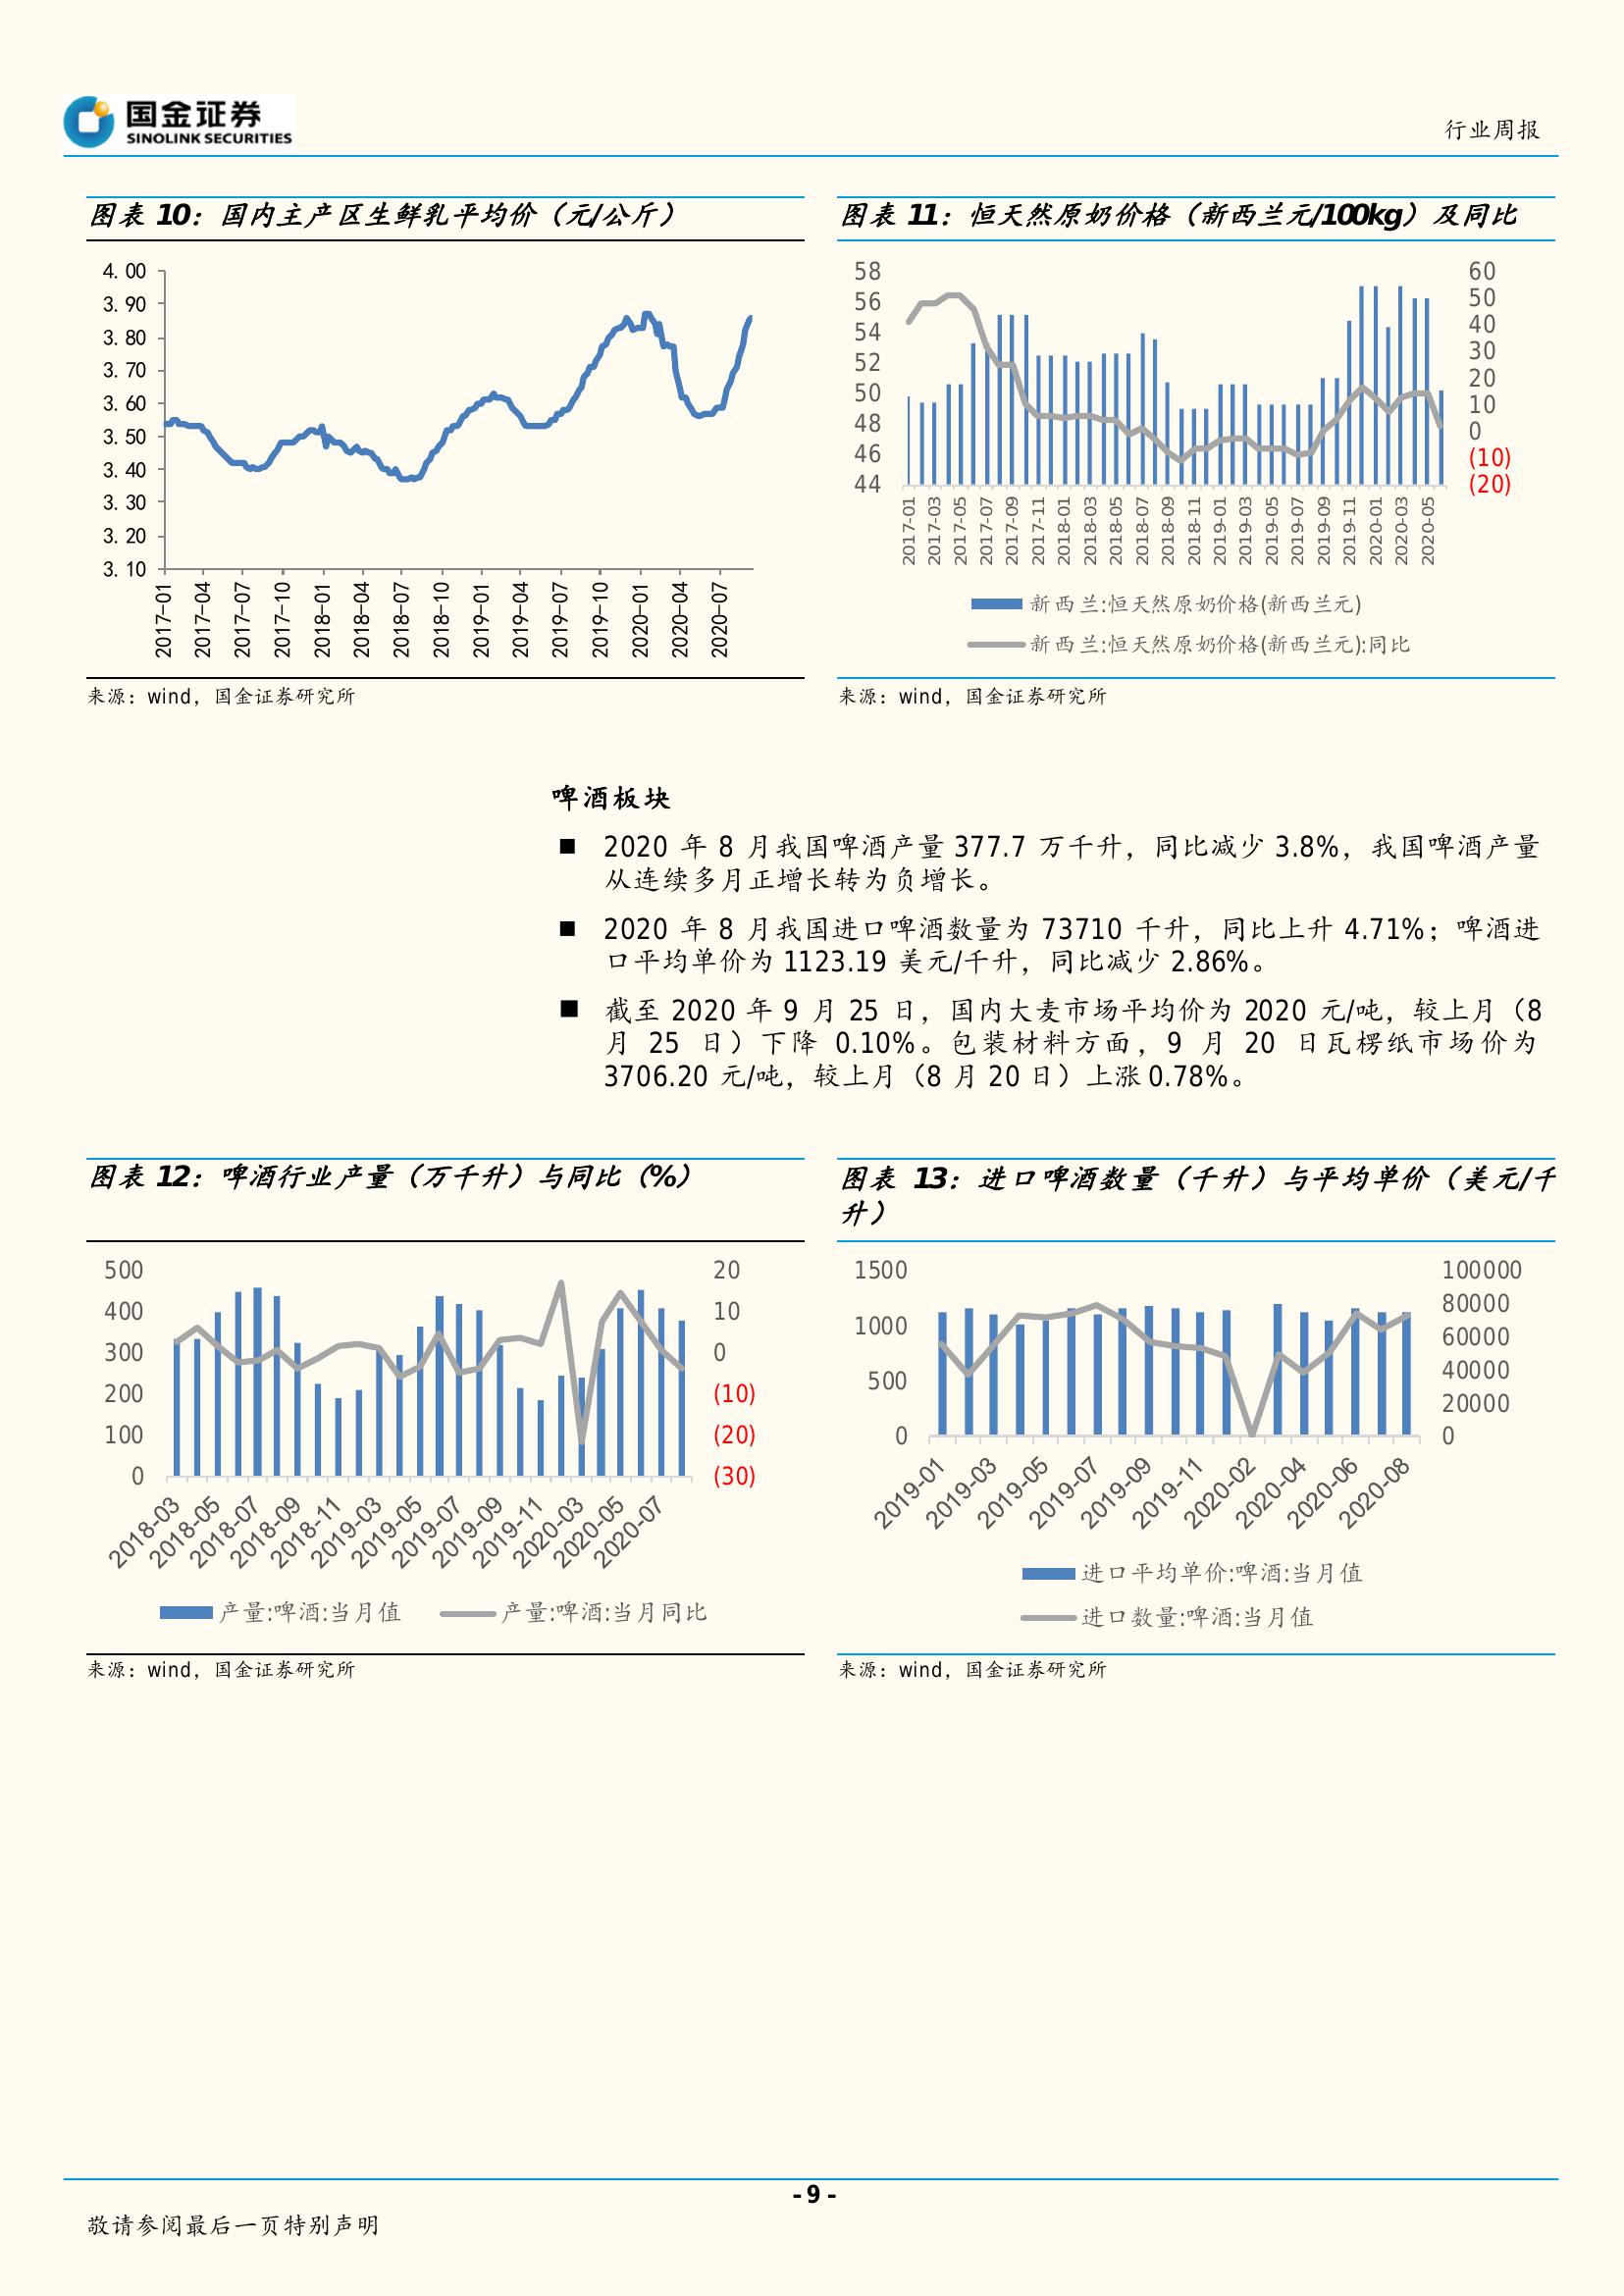 国金证券
SINOLINK SECURITIES
行业周报
图表 10：国内主产区生鲜乳平均价（元/公斤）
4.00
3.90
3.80
3.70
3.60
3.50
3.40
3.30
3.20
3.10
2017-01 2017-04 2017-07 2017-10 2018-01 2018-04 2018-07 2018-10 2019-01 2019-04 2019-07 2019-10 2020-01 2020-04 2020-07
来源：wind，国金证券研究所
图表 11：恒天然原奶价格（新西兰元/100kg）及同比
58 60
56 50
54 40
52 30
50 20
48 10
46 0
44 (10)
(20)
2017-01 2017-03 2017-05 2017-07 2017-09 2017-11 2018-01 2018-03 2018-05 2018-07 2018-09 2018-11 2019-01 2019-03 2019-05 2019-07 2019-09 2019-11 2020-01 2020-03 2020-05
新西兰:恒天然原奶价格(新西兰元)
新西兰:恒天然原奶价格(新西兰元):同比
来源：wind，国金证券研究所
啤酒板块
■ 2020 年 8 月我国啤酒产量 377.7 万千升，同比减少 3.8%，我国啤酒产量
从连续多月正增长转为负增长。
■ 2020 年 8 月我国进口啤酒数量为 73710 千升，同比上升 4.71%；啤酒进
口平均单价为 1123.19 美元/千升，同比减少 2.86%。
■ 截至 2020 年 9 月 25 日，国内大麦市场平均价为 2020 元/吨，较上月（8
月 25 日）下降 0.10%。包装材料方面，9 月 20 日瓦楞纸市场价为
3706.20 元/吨，较上月（8 月 20 日）上涨 0.78%。
图表 12：啤酒行业产量（万千升）与同比（%）
500 20
400 10
300 0
200 (10)
100 (20)
0 (30)
2018-03 2018-05 2018-07 2018-09 2018-11 2019-03 2019-05 2019-07 2019-09 2019-11 2020-03 2020-05 2020-07
产量:啤酒:当月值 产量:啤酒:当月同比
来源：wind，国金证券研究所
图表 13：进口啤酒数量（千升）与平均单价（美元/千
升）
1500 100000
80000
1000 60000
500 40000
20000
0 0
2019-01 2019-03 2019-05 2019-07 2019-09 2019-11 2020-02 2020-04 2020-06 2020-08
进口平均单价:啤酒:当月值
进口数量:啤酒:当月值
来源：wind，国金证券研究所
- 9 -
敬请参阅最后一页特别声明